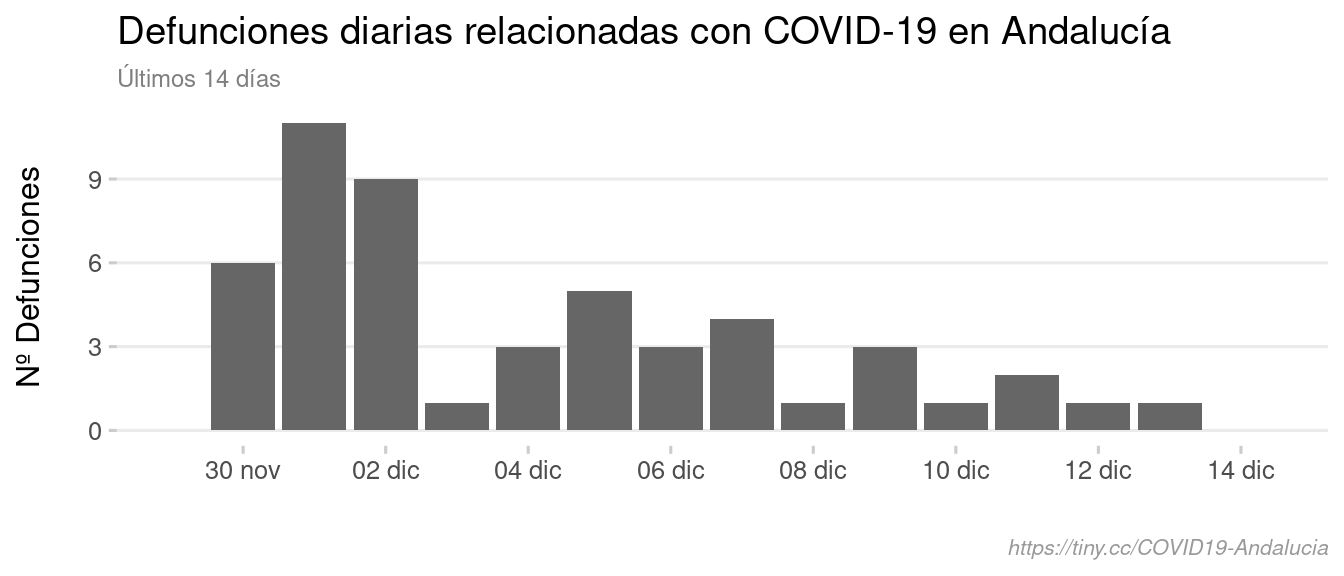 Defunciones diarias relacionadas con COVID-19 en Andalucía
Últimos 14 días
Nº Defunciones
9
6
3
0
30 nov 02 dic 04 dic 06 dic 08 dic 10 dic 12 dic 14 dic
https://tiny.cc/COVID19-Andalucia